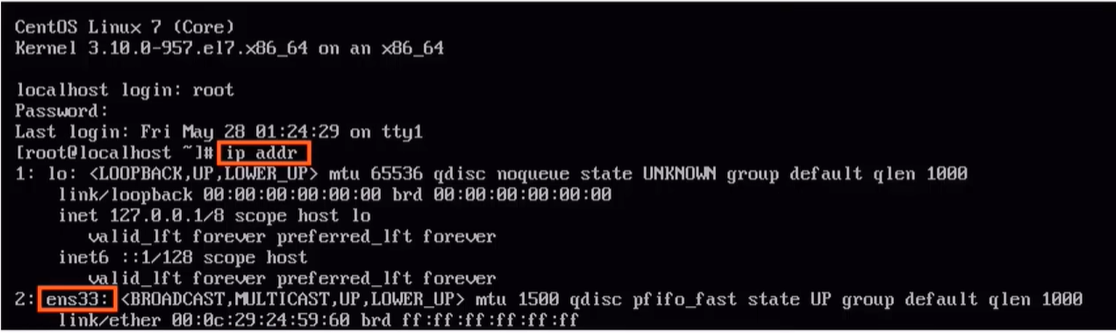 CentOS Linux 7 (Core)
Kernel 3.10.0-957.el7.x86_64 on an x86_64
localhost login: root
Password:
Last login: Fri May 28 01:24:29 on tty1
[root@localhost ~]# ip addr
1: lo: <LOOPBACK,UP,LOWER_UP> mtu 65536 qdisc noqueue state UNKNOWN group default qlen 1000
link/loopback 00:00:00:00:00:00 brd 00:00:00:00:00:00
inet 127.0.0.1/8 scope host lo
valid_lft forever preferred_lft forever
inet6 ::1/128 scope host
valid_lft forever preferred_lft forever
2: ens33: <BROADCAST,MULTICAST,UP,LOWER_UP> mtu 1500 qdisc pfifo_fast state UP group default qlen 1000
link/ether 00:0c:29:24:59:60 brd ff:ff:ff:ff:ff:ff